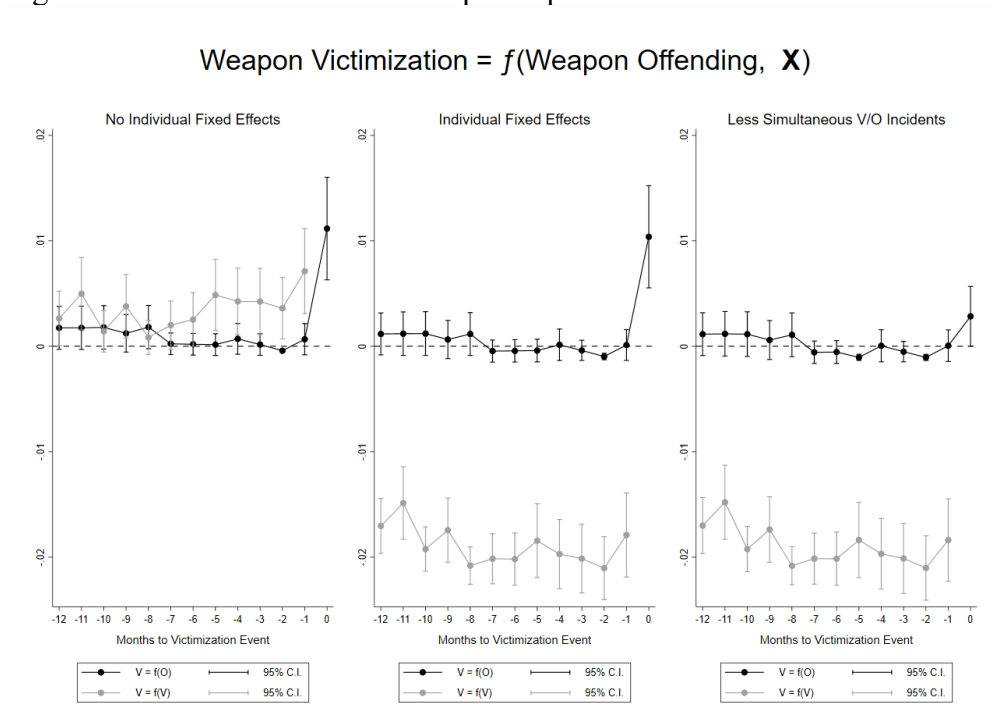 Weapon Victimization = ƒ(Weapon Offending, X)
No Individual Fixed Effects
.02
.01
0
-.01
-.02
-12 -11 -10 -9 -8 -7 -6 -5 -4 -3 -2 -1 0
Months to Victimization Event
V = f(O) 95% C.I.
V = f(V) 95% C.I.
Individual Fixed Effects
.02
.01
0
-.01
-.02
-12 -11 -10 -9 -8 -7 -6 -5 -4 -3 -2 -1 0
Months to Victimization Event
V = f(O) 95% C.I.
V = f(V) 95% C.I.
Less Simultaneous V/O Incidents
.02
.01
0
-.01
-.02
-12 -11 -10 -9 -8 -7 -6 -5 -4 -3 -2 -1 0
Months to Victimization Event
V = f(O) 95% C.I.
V = f(V) 95% C.I.